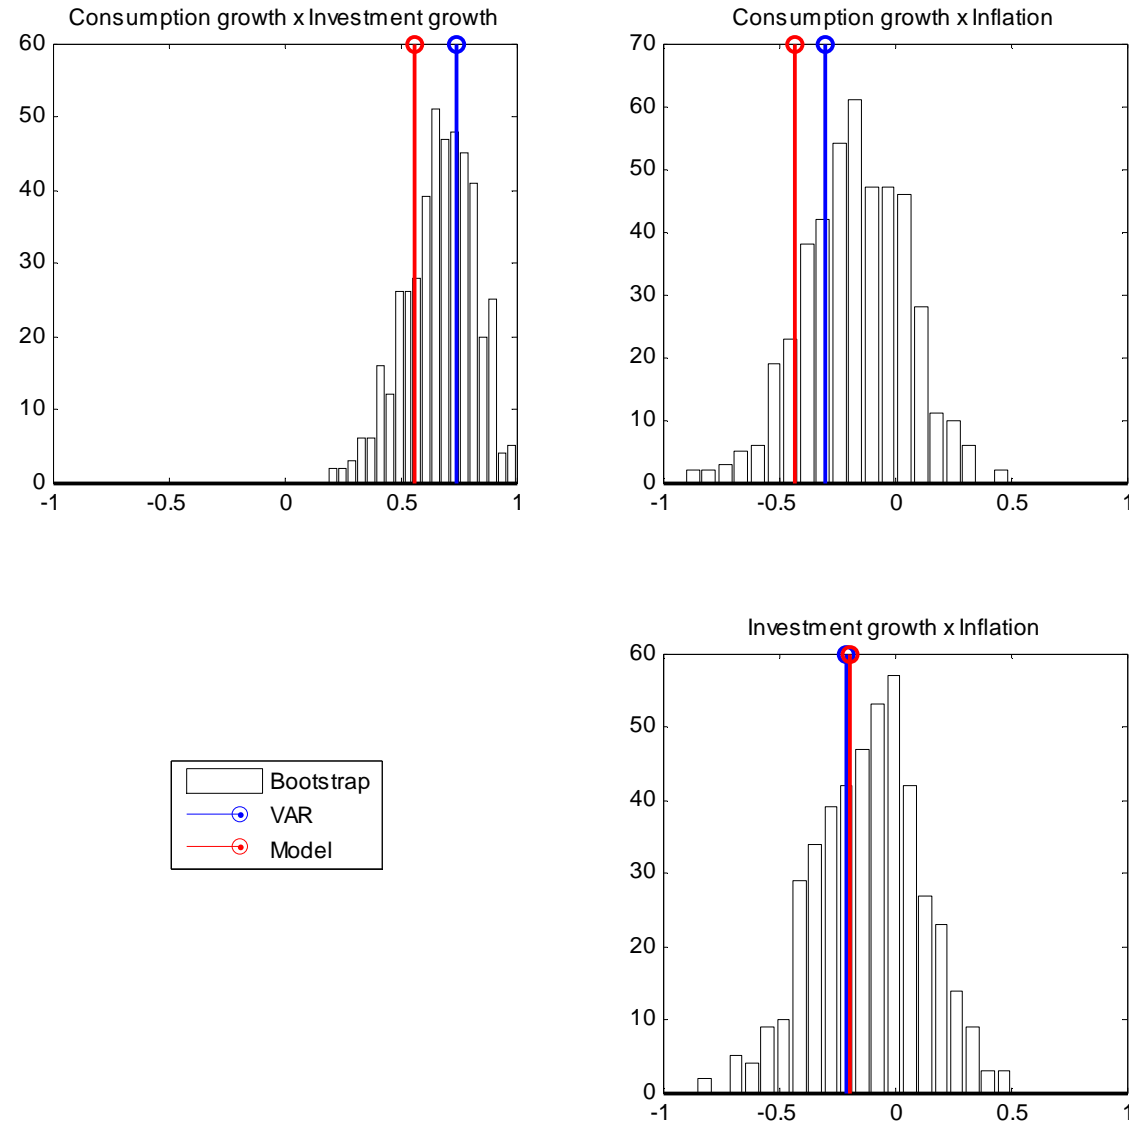 Consumption growth x Investment growth
60
50
40
30
20
10
0
-1 -0.5 0 0.5 1
Consumption growth x Inflation
70
60
50
40
30
20
10
0
-1 -0.5 0 0.5 1
Bootstrap
VAR
Model
Investment growth x Inflation
60
50
40
30
20
10
0
-1 -0.5 0 0.5 1